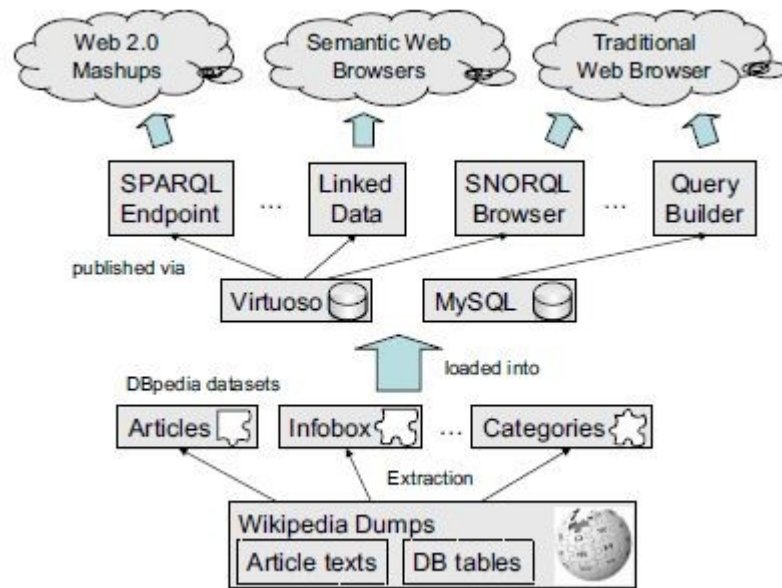 Web 2.0
Mashups
Semantic Web
Browsers
Traditional
Web Browser
SPARQL
Endpoint
...
Linked
Data
SNORQL
Browser
...
Query
Builder
published via
Virtuoso
MySQL
loaded into
DBpedia datasets
Articles
Infobox
...
Categories
Extraction
Wikipedia Dumps
Article texts
DB tables